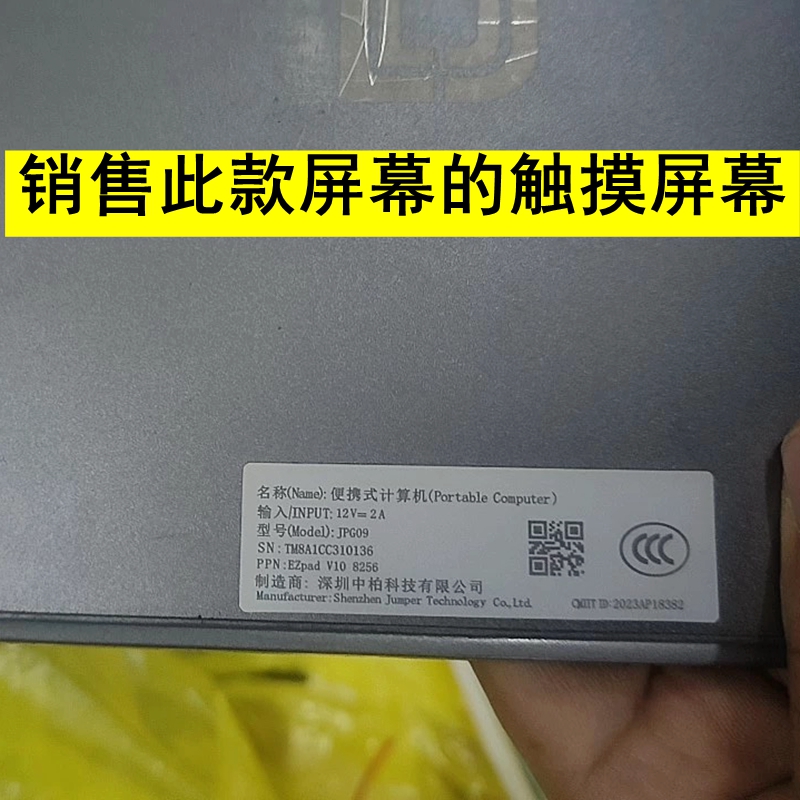 销售此款屏幕的触摸屏幕
名称(Name):便携式计算机(Portable Computer)
输入/INPUT:12V⎓2A
型号(Model):JPG09
SN:TM8A1CC310136
PPN:EZpad V10 8256
制造商:深圳中柏科技有限公司
Manufacturer:Shenzhen Jumper Technology Co.,Ltd.
CMIIT ID:2023AP18382